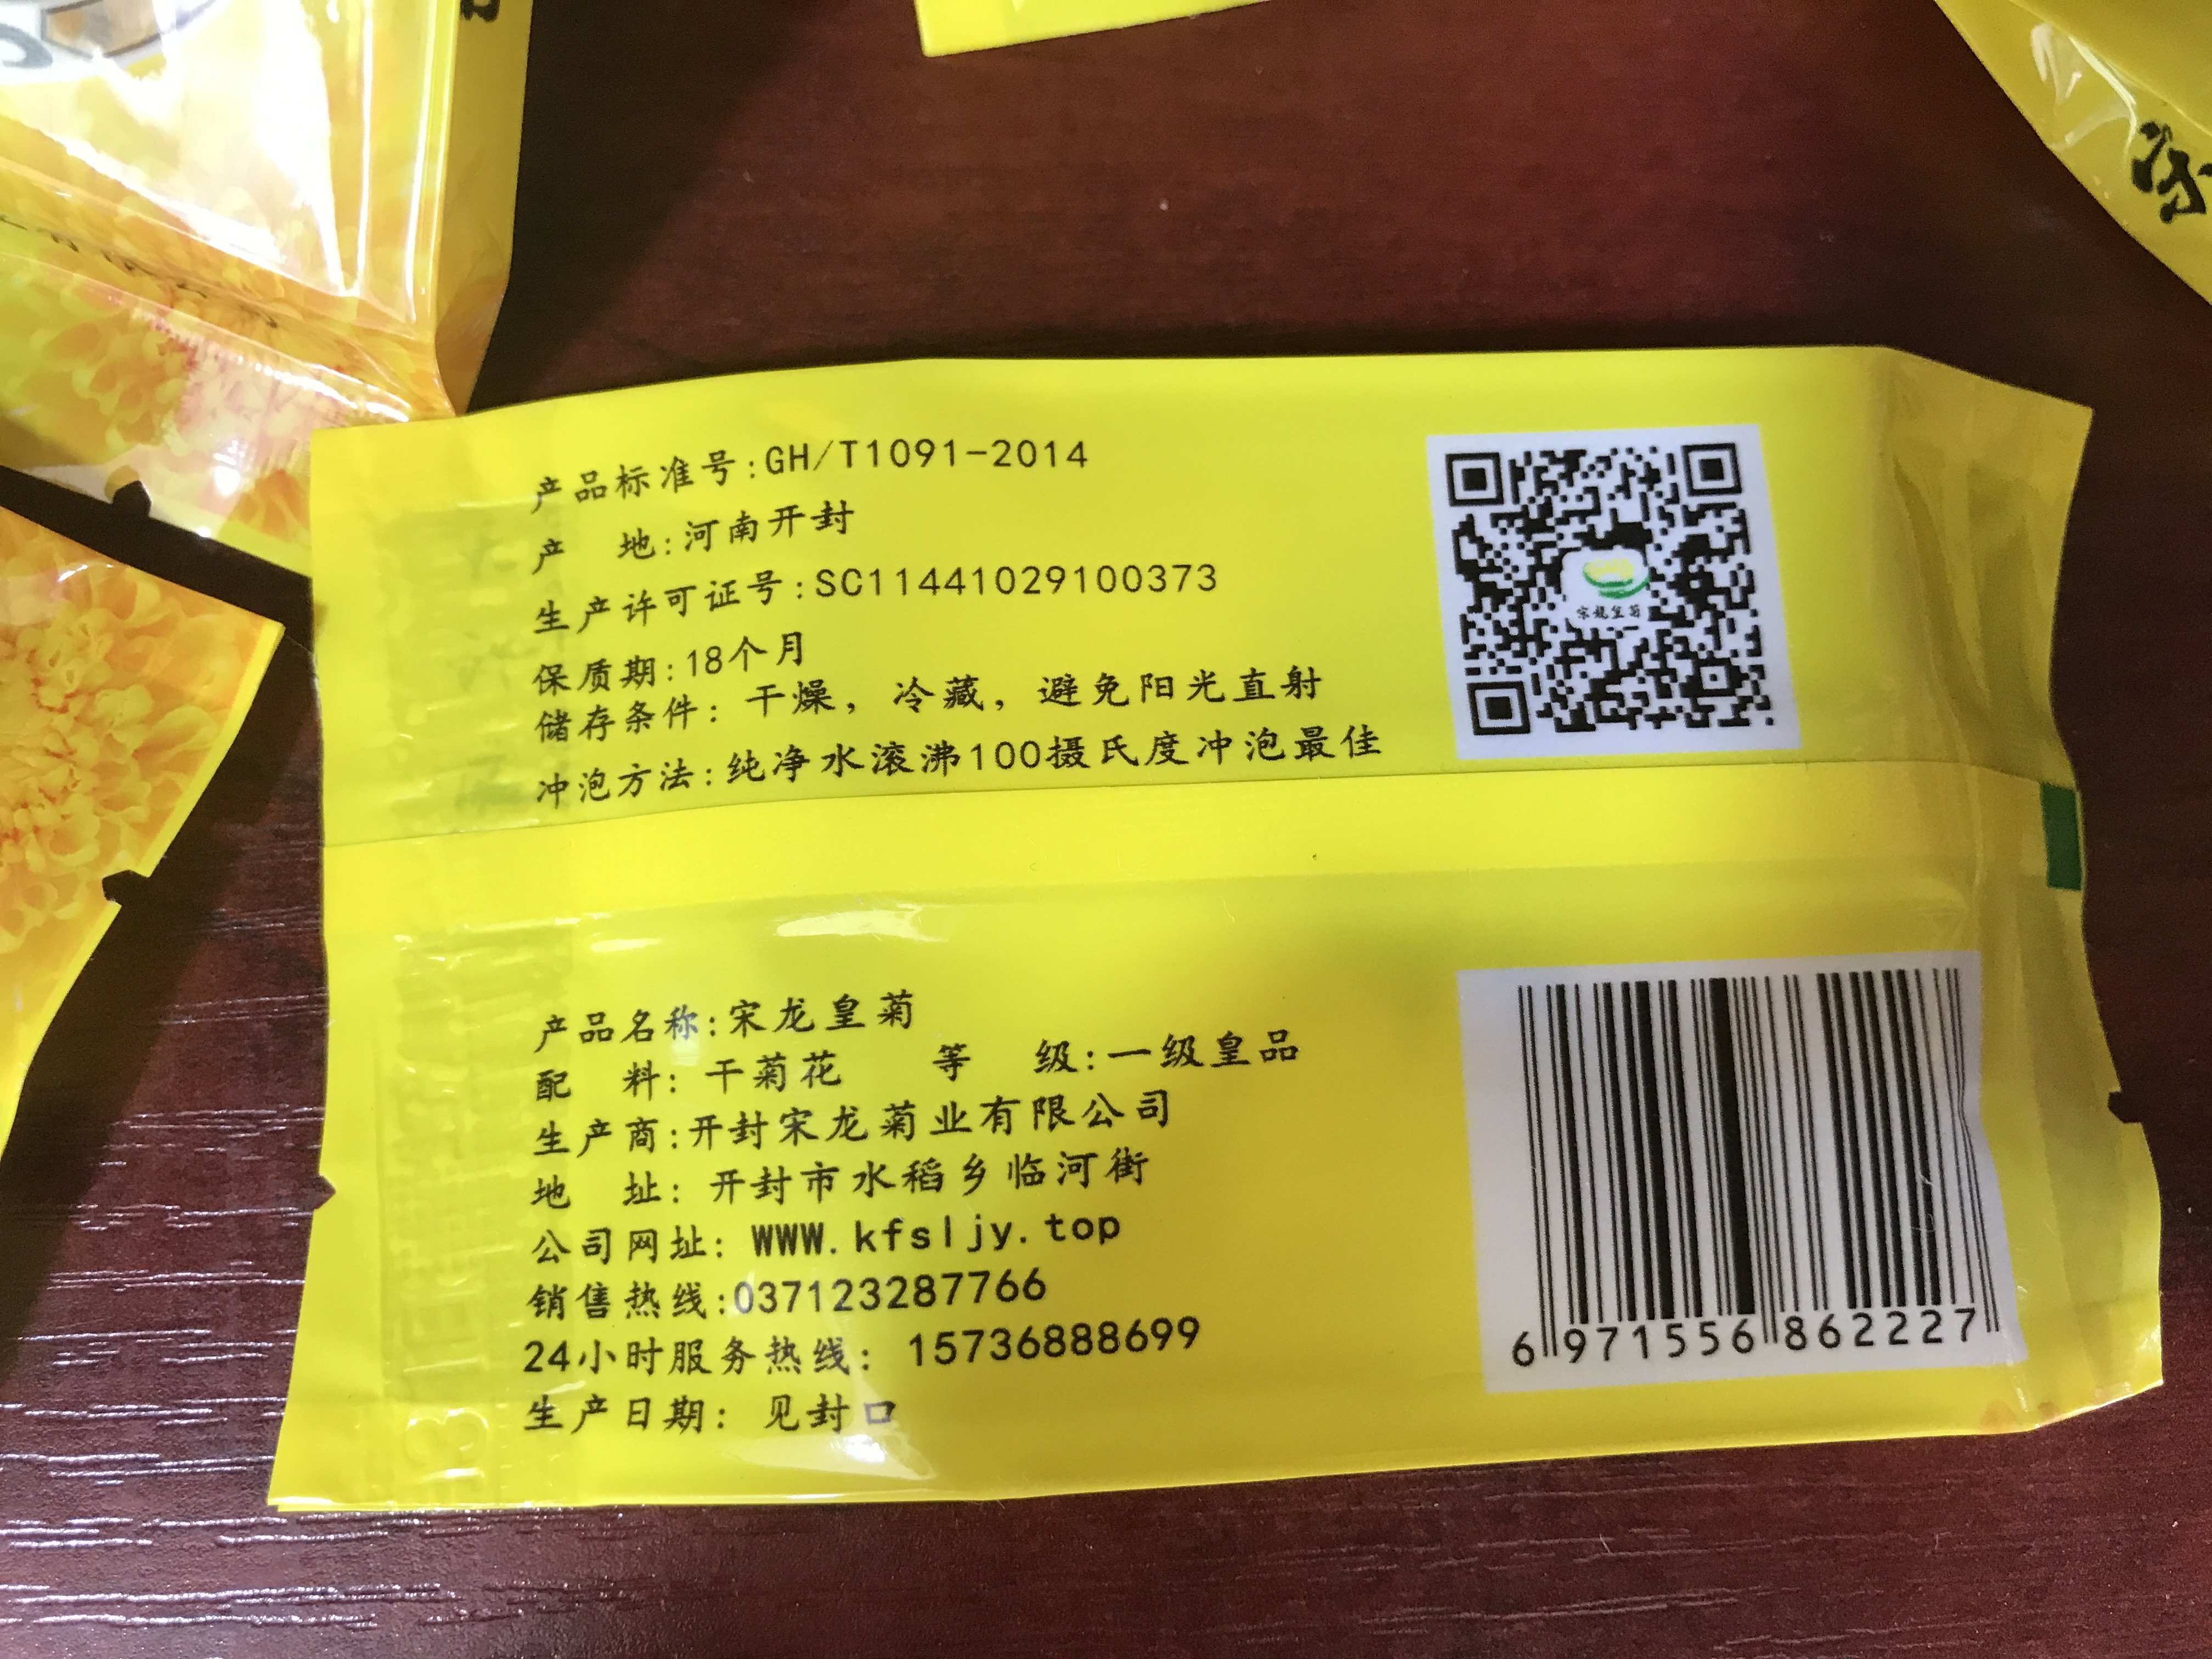 产品标准号:GH/T1091-2014
产 地:河南开封
生产许可证号:SC11441029100373
保质期:18个月
储存条件: 干燥, 冷藏, 避免阳光直射
冲泡方法:纯净水滚沸100摄氏度冲泡最佳
宋龍皇菊
产品名称:宋龙皇菊
配 料: 干菊花 等 级:一级皇品
生产商:开封宋龙菊业有限公司
地 址: 开封市水稻乡临河街
公司网址: WWW.kfsljy.top
销售热线:037123287766
24小时服务热线: 15736888699
生产日期: 见封口
6 971556 862227
宋